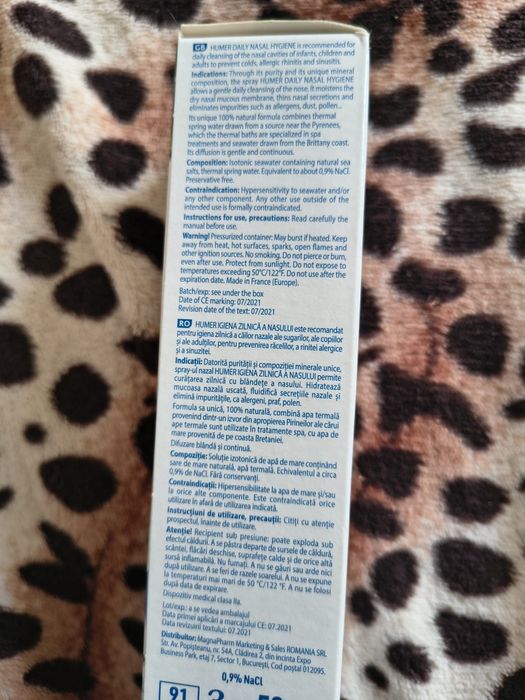 GB HUMER DAILY NASAL HYGIENE is recommended for
daily cleansing of the nasal cavities of infants, children and
adults to prevent colds, allergic rhinitis and sinusitis.
Indications: Through its purity and its unique mineral
composition, the spray HUMER DAILY NASAL HYGIENE
allows a gentle daily cleansing of the nose. It moistens the
dry nasal mucous membrane, thins nasal secretions and
eliminates impurities such as allergens, dust, pollen...
Its unique 100% natural formula combines thermal
spring water drawn from a source near the Pyrenees,
which the thermal baths are specialized in spa
treatments and seawater drawn from the Brittany coast.
Its diffusion is gentle and continuous.
Composition: Isotonic seawater containing natural sea
salts, thermal spring water. Equivalent to about 0,9% NaCl.
Preservative free.
Contraindication: Hypersensitivity to seawater and/or
any other component. Any other use outside of the
intended use is formally contraindicated.
Instructions for use, precautions: Read carefully the
manual before use.
Warning! Pressurized container: May burst if heated. Keep
away from heat, hot surfaces, sparks, open flames and
other ignition sources. No smoking. Do not pierce or burn,
even after use. Protect from sunlight. Do not expose to
temperatures exceeding 50°C/122°F. Do not use after the
expiration date. Made in France (Europe).
Batch/exp: see under the box
Date of CE marking: 07/2021
Revision date of the text: 07/2021
RO HUMER IGIENA ZILNICĂ A NASULUI este recomandat
pentru igiena zilnică a căilor nazale ale sugarilor, ale copiilor
și ale adulților, pentru prevenirea răcelilor, a rinitei alergice
și a sinuzitei.
Indicații: Datorită purității și compoziției minerale unice,
spray-ul nazal HUMER IGIENA ZILNICĂ A NASULUI permite
curățarea zilnică cu blândețe a nasului. Hidratează
mucoasa nazală uscată, fluidifică secrețiile nazale și
elimină impuritățile, ca alergeni, praf, polen.
Formula sa unică, 100% naturală, combină apa termală
provenind dintr-un izvor din apropierea Pirineilor ale cărui
ape termale sunt utilizate în tratamente spa, cu apa de
mare provenită de pe coasta Bretaniei.
Difuzare blândă și continuă.
Compoziție: Soluție izotonică de apă de mare conținând
sare de mare naturală, apă termală. Echivalentul a circa
0,9% de NaCl. Fără conservanți.
Contraindicații: Hipersensibilitate la apa de mare și/sau
la orice alte componente. Este contraindicată orice
utilizare în afară de utilizarea indicată.
Instrucțiuni de utilizare, precauții: Citiți cu atenție
prospectul, înainte de utilizare.
Atenție! Recipient sub presiune: poate exploda sub
efectul căldurii. A se păstra departe de sursele de căldură,
scântei, flăcări deschise, suprafețe calde și de orice altă
sursă inflamabilă. Nu fumați. A nu se găuri sau arde nici
după utilizare. A se feri de razele soarelui. A nu se expune
la temperaturi mai mari de 50 °C/122 °F. A nu se folosi
după data de expirare.
Dispozitiv medical clasa IIa.
Lot/exp.: a se vedea ambalajul
Data primei aplicări a marcajului CE: 07.2021
Data revizuirii textului: 07.2021
Distribuitor: MagnaPharm Marketing & Sales ROMANIA SRL
Str. Av. Popișteanu, nr. 54A, Clădirea 2, din incinta Expo
Business Park, etaj 7, Sector 1, București, Cod poștal 012095.
0,9% NaCl
91